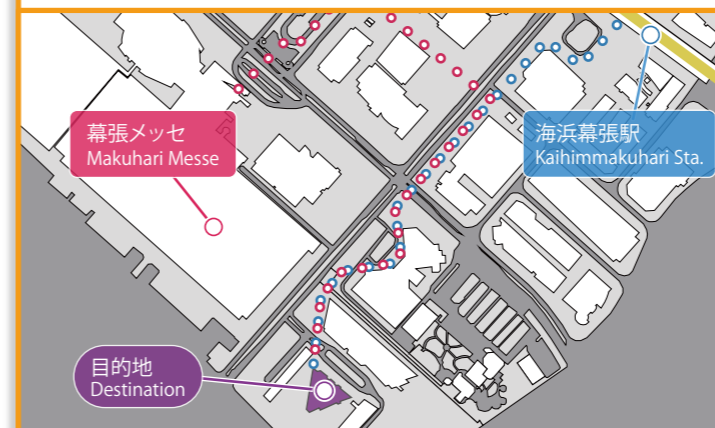 幕張メッセ
Makuhari Messe
海浜幕張駅
Kaihimmakuhari Sta.
目的地
Destination